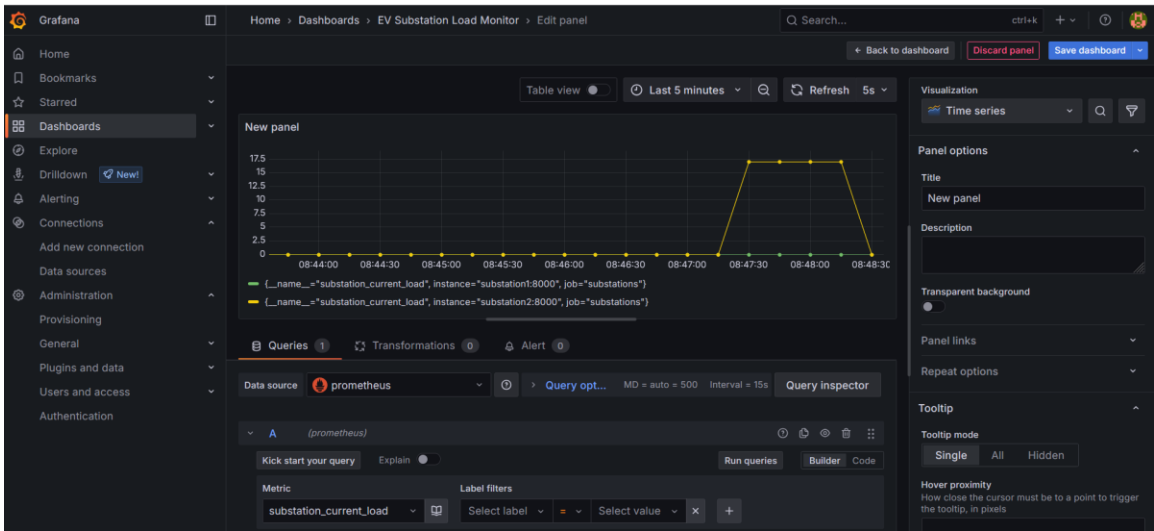 Grafana
Home › Dashboards › EV Substation Load Monitor › Edit panel
Search...
ctrl+k
Home
Bookmarks
Starred
Dashboards
Explore
Drilldown
New!
Alerting
Connections
Add new connection
Data sources
Administration
Provisioning
General
Plugins and data
Users and access
Authentication
← Back to dashboard
Discard panel
Save dashboard
Table view
Last 5 minutes
Refresh 5s
New panel
17.5
15
12.5
10
7.5
5
2.5
0
08:44:00 08:44:30 08:45:00 08:45:30 08:46:00 08:46:30 08:47:00 08:47:30 08:48:00 08:48:30
{__name__="substation_current_load", instance="substation1:8000", job="substations"}
{__name__="substation_current_load", instance="substation2:8000", job="substations"}
Queries 1
Transformations 0
Alert 0
Data source
prometheus
Query opt...
MD = auto = 500 Interval = 15s
Query inspector
A (prometheus)
Kick start your query
Explain
Run queries
Builder Code
Metric
Label filters
substation_current_load
Select label
=
Select value
Visualization
Time series
Panel options
Title
New panel
Description
Transparent background
Panel links
Repeat options
Tooltip
Tooltip mode
Single All Hidden
Hover proximity
How close the cursor must be to a point to trigger
the tooltip, in pixels